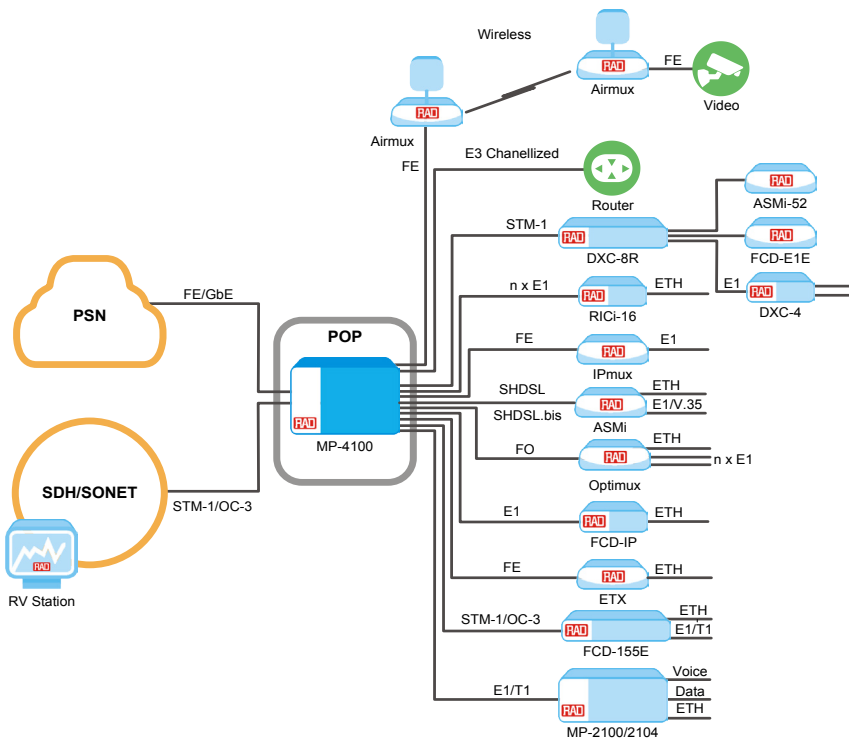 Wireless
RAD
FE
Airmux
Video
RAD
Airmux
FE
E3 Chanellized
Router
STM-1
RAD
DXC-8R
RAD
ASMi-52
RAD
FCD-E1E
E1
RAD
DXC-4
FE/GbE
PSN
n x E1
RAD
ETH
RICi-16
POP
RAD
MP-4100
FE
RAD
E1
IPmux
SHDSL
SHDSL.bis
RAD
ETH
E1/V.35
ASMi
FO
RAD
ETH
n x E1
Optimux
SDH/SONET
STM-1/OC-3
RAD
RV Station
E1
RAD
ETH
FCD-IP
FE
RAD
ETH
ETX
STM-1/OC-3
RAD
ETH
E1/T1
FCD-155E
E1/T1
RAD
Voice
Data
ETH
MP-2100/2104